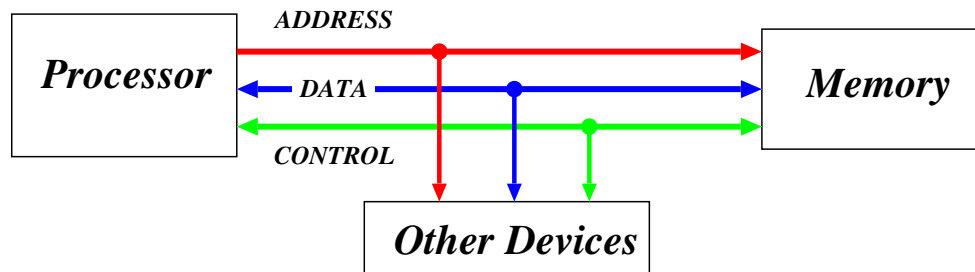 ADDRESS
Processor
DATA
Memory
CONTROL
Other Devices